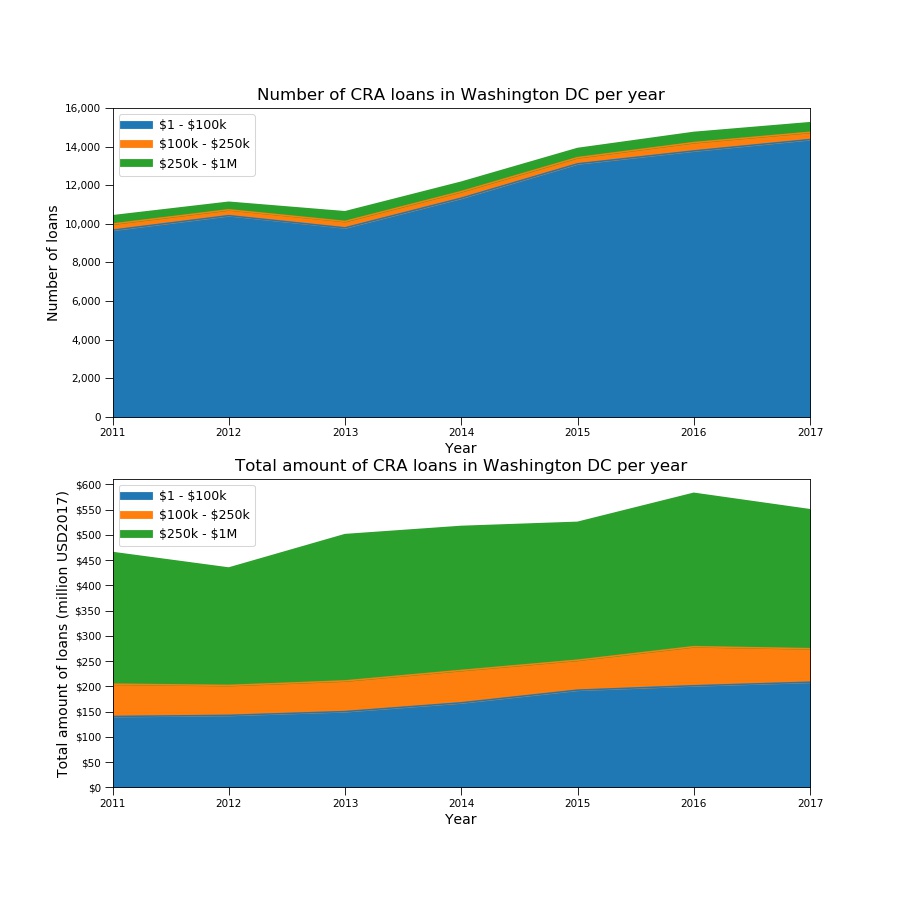 Number of CRA loans in Washington DC per year
16,000
14,000
12,000
10,000
8,000
6,000
4,000
2,000
0
Number of loans
$1 - $100k
$100k - $250k
$250k - $1M
2011 2012 2013 2014 2015 2016 2017
Year
Total amount of CRA loans in Washington DC per year
$600
$550
$500
$450
$400
$350
$300
$250
$200
$150
$100
$50
$0
Total amount of loans (million USD2017)
$1 - $100k
$100k - $250k
$250k - $1M
2011 2012 2013 2014 2015 2016 2017
Year